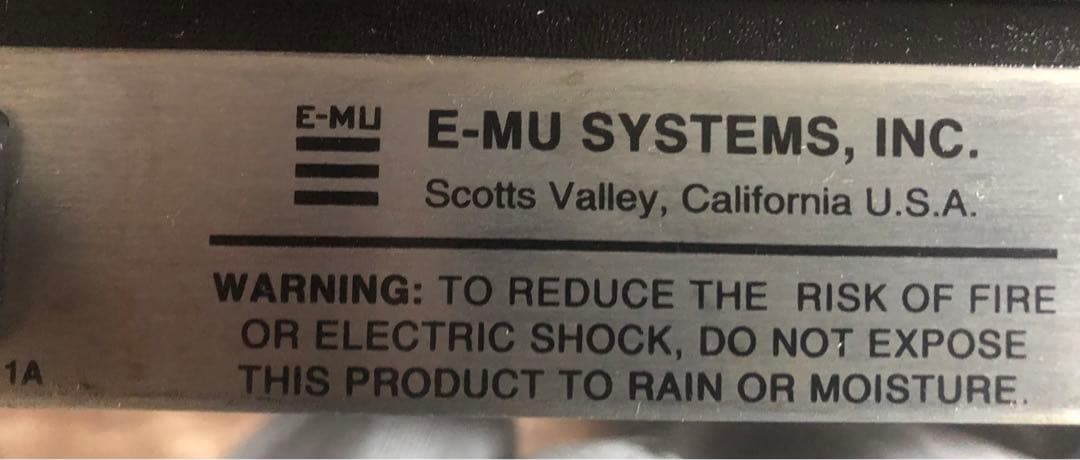 E-MU
E-MU SYSTEMS, INC.
Scotts Valley, California U.S.A.
WARNING: TO REDUCE THE RISK OF FIRE
OR ELECTRIC SHOCK, DO NOT EXPOSE
THIS PRODUCT TO RAIN OR MOISTURE.
1A